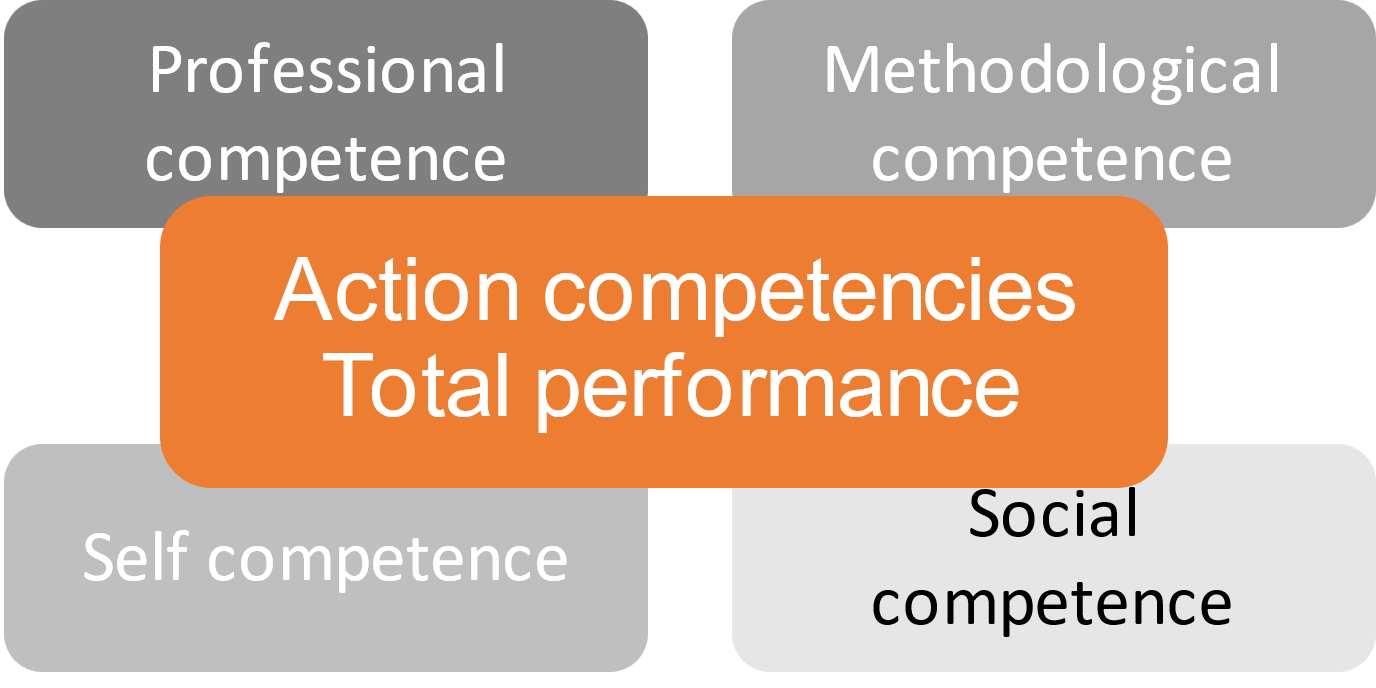 Professional
competence
Methodological
competence
Action competencies
Total performance
Self competence
Social
competence